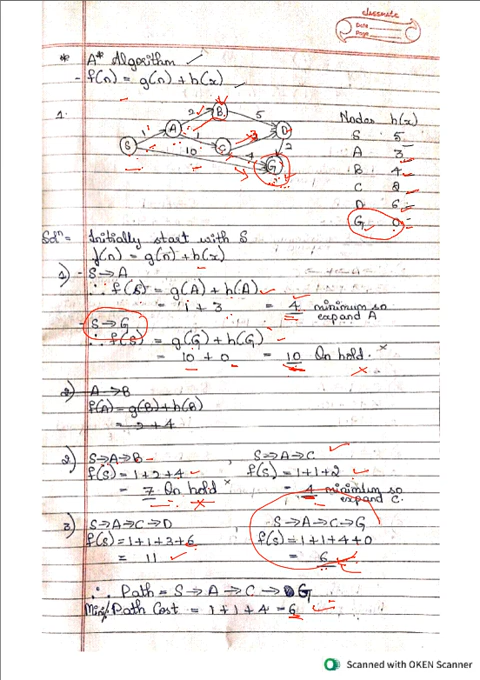 classmate
Date
Page
* A* Algorithm
- f(n) = g(n) + h(x)
1.
S A B C D G
1 2 1 5 3 4 2 10
Nodes h(x)
S 5
A 3
B 4
C 2
D 6
G 0
Solⁿ = Initially start with S
f(n) = g(n) + h(x)
1) - S → A
∴ f(S) = g(A) + h(A)
= 1 + 3 = 4 minimum so
expand A
- S → G
∴ f(S) = g(G) + h(G)
= 10 + 0 = 10 On hold. x
2) A → B
f(A) = g(B) + h(B)
= 2 + 4
2) S → A → B , S → A → C
f(S) = 1 + 2 + 4 f(S) = 1 + 1 + 2
= 7 On hold x = 4 minimum so
expand C.
3) S → A → C → D , S → A → C → G
f(S) = 1 + 1 + 3 + 6 f(S) = 1 + 1 + 4 + 0
= 11 = 6
∴ Path = S → A → C → G
Path Cost = 1 + 1 + 4 = 6
Scanned with OKEN Scanner